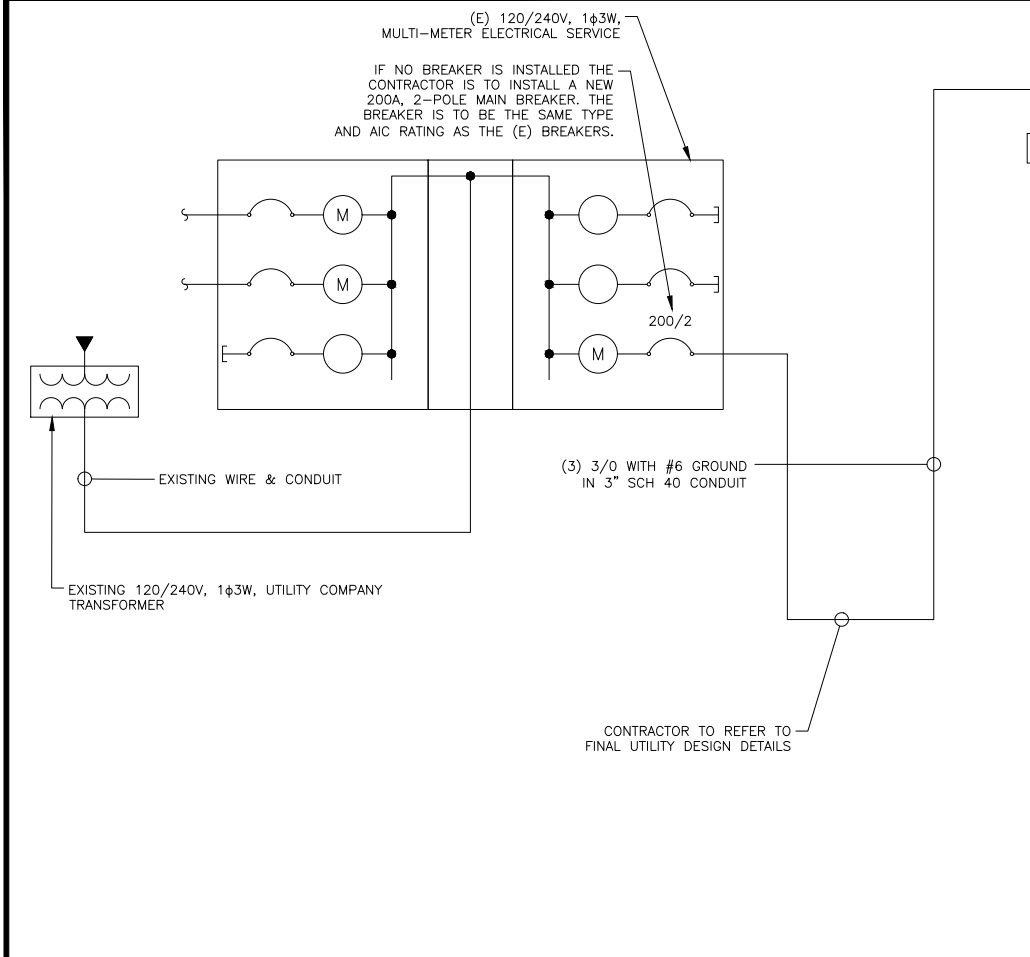 (E) 120/240V, 1ϕ3W,
MULTI-METER ELECTRICAL SERVICE
IF NO BREAKER IS INSTALLED THE
CONTRACTOR IS TO INSTALL A NEW
200A, 2-POLE MAIN BREAKER. THE
BREAKER IS TO BE THE SAME TYPE
AND AIC RATING AS THE (E) BREAKERS.
M
M
200/2
M
EXISTING WIRE & CONDUIT
(3) 3/0 WITH #6 GROUND
IN 3" SCH 40 CONDUIT
EXISTING 120/240V, 1ϕ3W, UTILITY COMPANY
TRANSFORMER
CONTRACTOR TO REFER TO
FINAL UTILITY DESIGN DETAILS